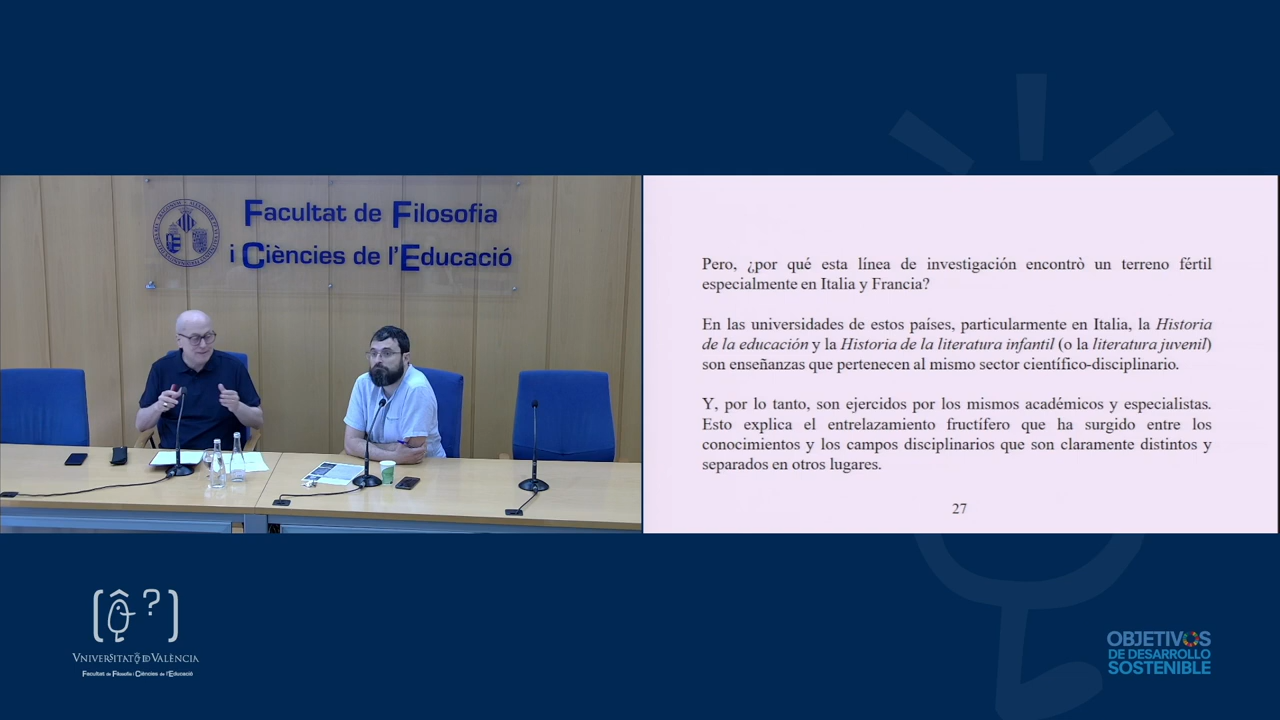 Facultat de Filosofia
i Ciències de l'Educació
Pero, ¿por qué esta línea de investigación encontrò un terreno fértil
especialmente en Italia y Francia?
En las universidades de estos países, particularmente en Italia, la Historia
de la educación y la Historia de la literatura infantil (o la literatura juvenil)
son enseñanzas que pertenecen al mismo sector científico-disciplinario.
Y, por lo tanto, son ejercidos por los mismos académicos y especialistas.
Esto explica el entrelazamiento fructífero que ha surgido entre los
conocimientos y los campos disciplinarios que son claramente distintos y
separados en otros lugares.
27
[ ? ]
VNIVERSITAT ID VALÈNCIA
Facultat de Filosofia i Ciències de l'Educació
OBJETIVOS
DE DESARROLLO
SOSTENIBLE